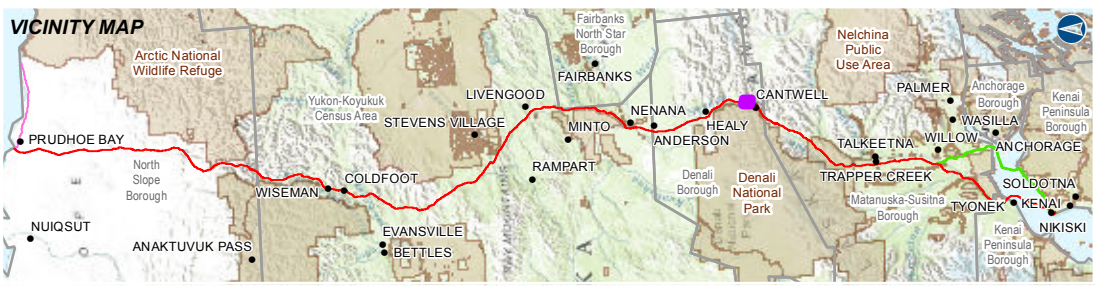 VICINITY MAP
Arctic National
Wildlife Refuge
Fairbanks
North Star
Borough
FAIRBANKS
Nelchina
Public
Use Area
PALMER
Anchorage
Borough
WASILLA
Kenai
Peninsula
Borough
Yukon-Koyukuk
Census Area
LIVENGOOD
STEVENS VILLAGE
NENANA
CANTWELL
PRUDHOE BAY
MINTO
ANDERSON
HEALY
TALKEETNA
WILLOW
ANCHORAGE
North
Slope
Borough
WISEMAN
COLDFOOT
RAMPART
Denali
Borough
Denali
National
Park
TRAPPER CREEK
Matanuska-Susitna
Borough
SOLDOTNA
TYONEK
KENAI
NIKISKI
NUIQSUT
ANAKTUVUK PASS
EVANSVILLE
BETTLES
Kenai
Peninsula
Borough